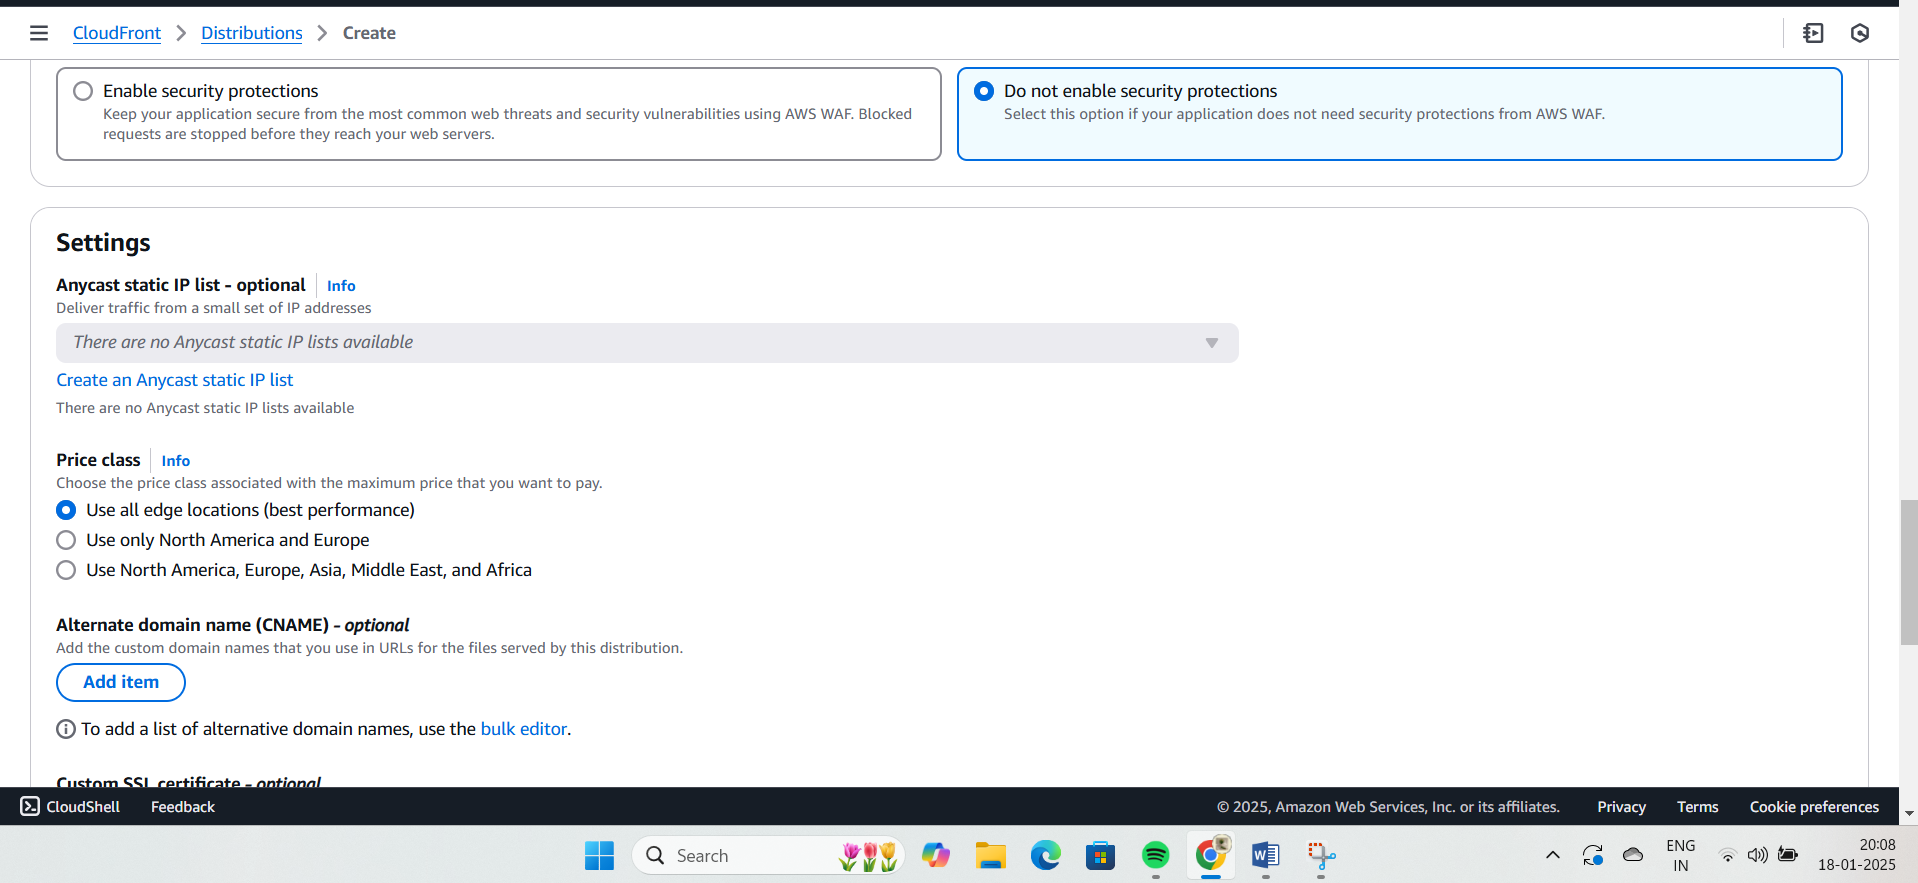 CloudFront > Distributions > Create
Enable security protections
Keep your application secure from the most common web threats and security vulnerabilities using AWS WAF. Blocked
requests are stopped before they reach your web servers.
Do not enable security protections
Select this option if your application does not need security protections from AWS WAF.
Settings
Anycast static IP list - optional Info
Deliver traffic from a small set of IP addresses
There are no Anycast static IP lists available
Create an Anycast static IP list
There are no Anycast static IP lists available
Price class Info
Choose the price class associated with the maximum price that you want to pay.
Use all edge locations (best performance)
Use only North America and Europe
Use North America, Europe, Asia, Middle East, and Africa
Alternate domain name (CNAME) - optional
Add the custom domain names that you use in URLs for the files served by this distribution.
Add item
To add a list of alternative domain names, use the bulk editor.
Custom SSL certificate - optional
CloudShell Feedback © 2025, Amazon Web Services, Inc. or its affiliates. Privacy Terms Cookie preferences
Search
ENG
IN
20:08
18-01-2025